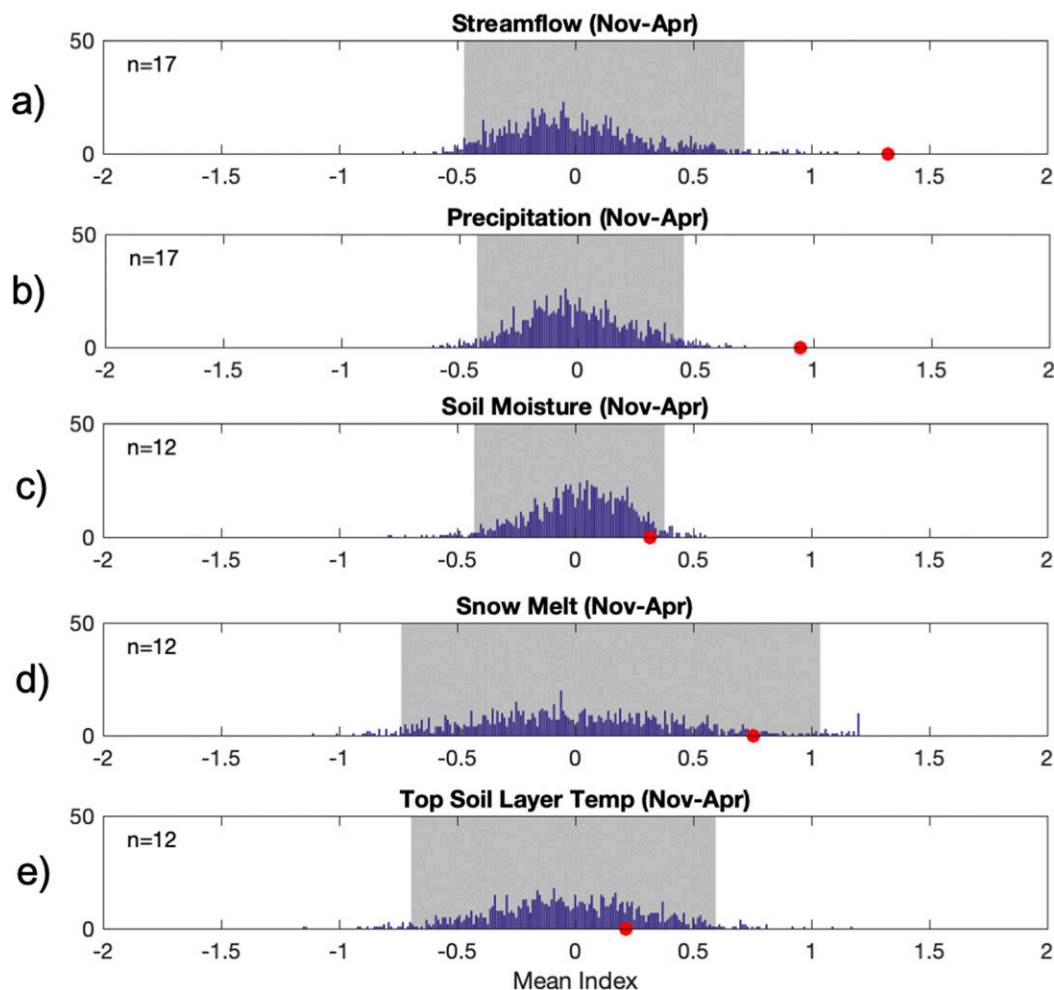 Streamflow (Nov-Apr)
a)
n=17
50
0
-2 -1.5 -1 -0.5 0 0.5 1 1.5 2
Precipitation (Nov-Apr)
b)
n=17
50
0
-2 -1.5 -1 -0.5 0 0.5 1 1.5 2
Soil Moisture (Nov-Apr)
c)
n=12
50
0
-2 -1.5 -1 -0.5 0 0.5 1 1.5 2
Snow Melt (Nov-Apr)
d)
n=12
50
0
-2 -1.5 -1 -0.5 0 0.5 1 1.5 2
Top Soil Layer Temp (Nov-Apr)
e)
n=12
50
0
-2 -1.5 -1 -0.5 0 0.5 1 1.5 2
Mean Index